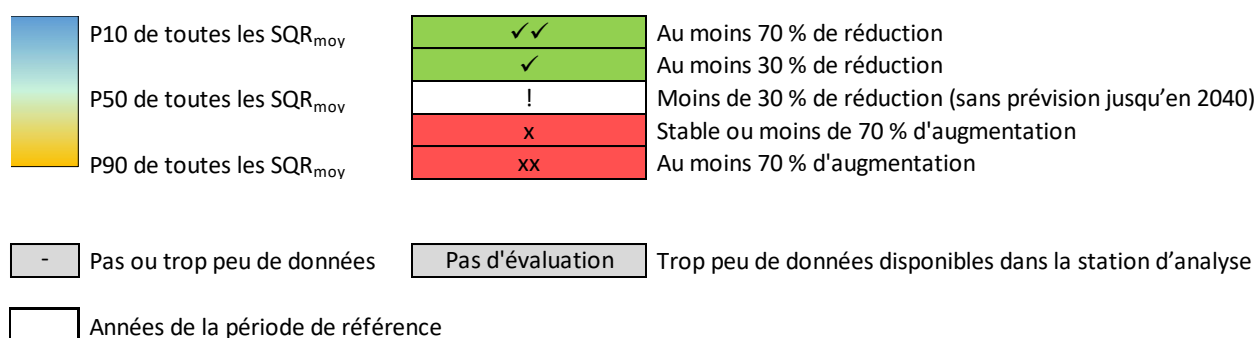 P10 de toutes les SQRmoy ✓✓ Au moins 70 % de réduction
✓ Au moins 30 % de réduction
P50 de toutes les SQRmoy ! Moins de 30 % de réduction (sans prévision jusqu’en 2040)
x Stable ou moins de 70 % d'augmentation
P90 de toutes les SQRmoy xx Au moins 70 % d'augmentation
- Pas ou trop peu de données Pas d'évaluation Trop peu de données disponibles dans la station d’analyse
Années de la période de référence